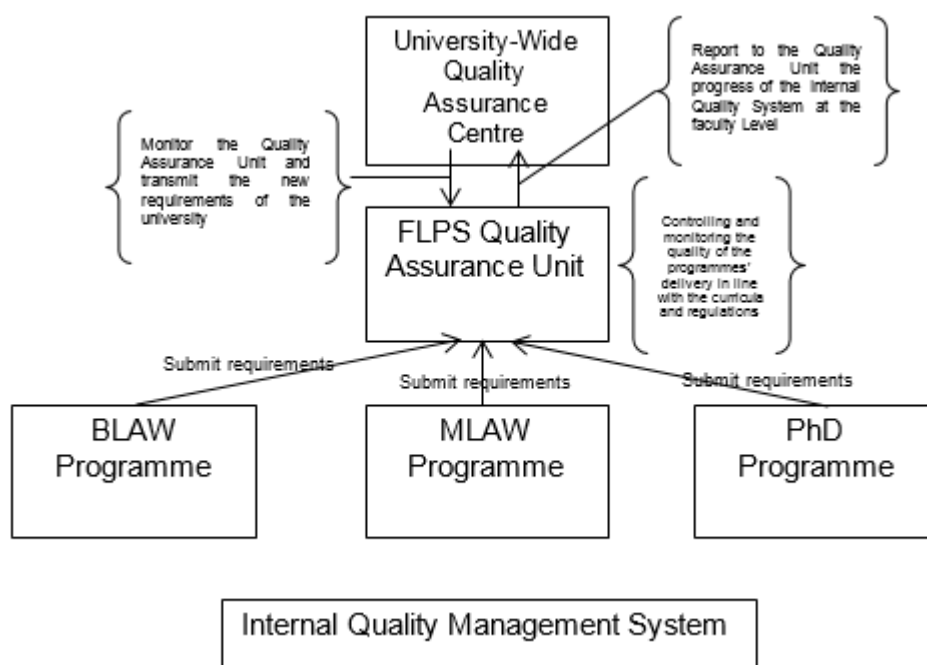 University-Wide
Quality
Assurance
Centre
Report to the Quality
Assurance Unit the
progress of the Internal
Quality System at the
faculty Level
Monitor the Quality
Assurance Unit and
transmit the new
requirements of the
university
FLPS Quality
Assurance Unit
Controlling and
monitoring the
quality of the
programmes'
delivery in line
with the curricula
and regulations
Submit requirements
Submit requirements
Submit requirements
BLAW
Programme
MLAW
Programme
PhD
Programme
Internal Quality Management System